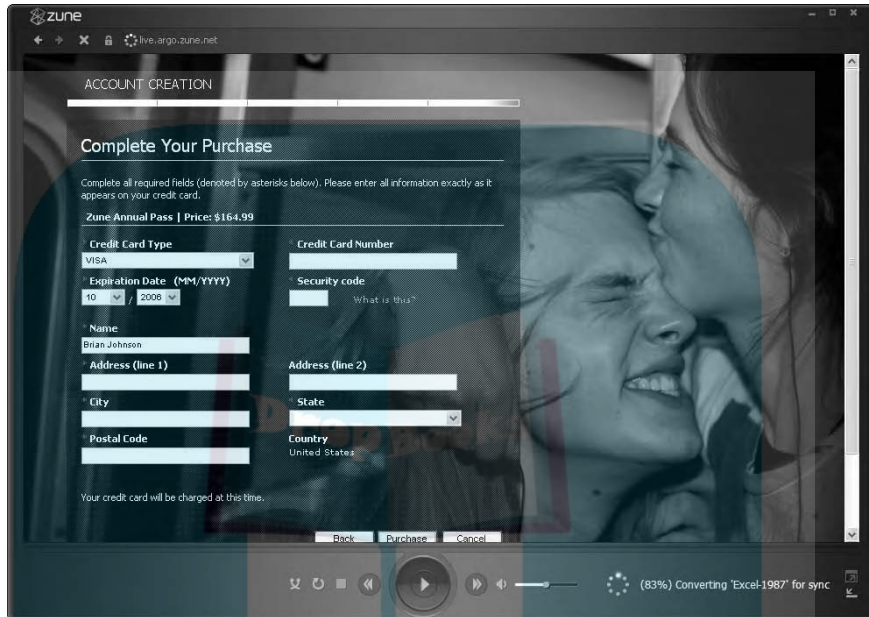 zune
live.argo.zune.net
ACCOUNT CREATION
Complete Your Purchase
Complete all required fields (denoted by asterisks below). Please enter all information exactly as it
appears on your credit card.
Zune Annual Pass | Price: $164.99
* Credit Card Type
* Credit Card Number
VISA
* Expiration Date (MM/YYYY)
* Security code
10 / 2006
What is this?
* Name
Brian Johnson
* Address (line 1)
Address (line 2)
* City
* State
* Postal Code
Country
United States
Drop Books
Your credit card will be charged at this time.
Back
Purchase
Cancel
(83%) Converting 'Excel-1987' for sync